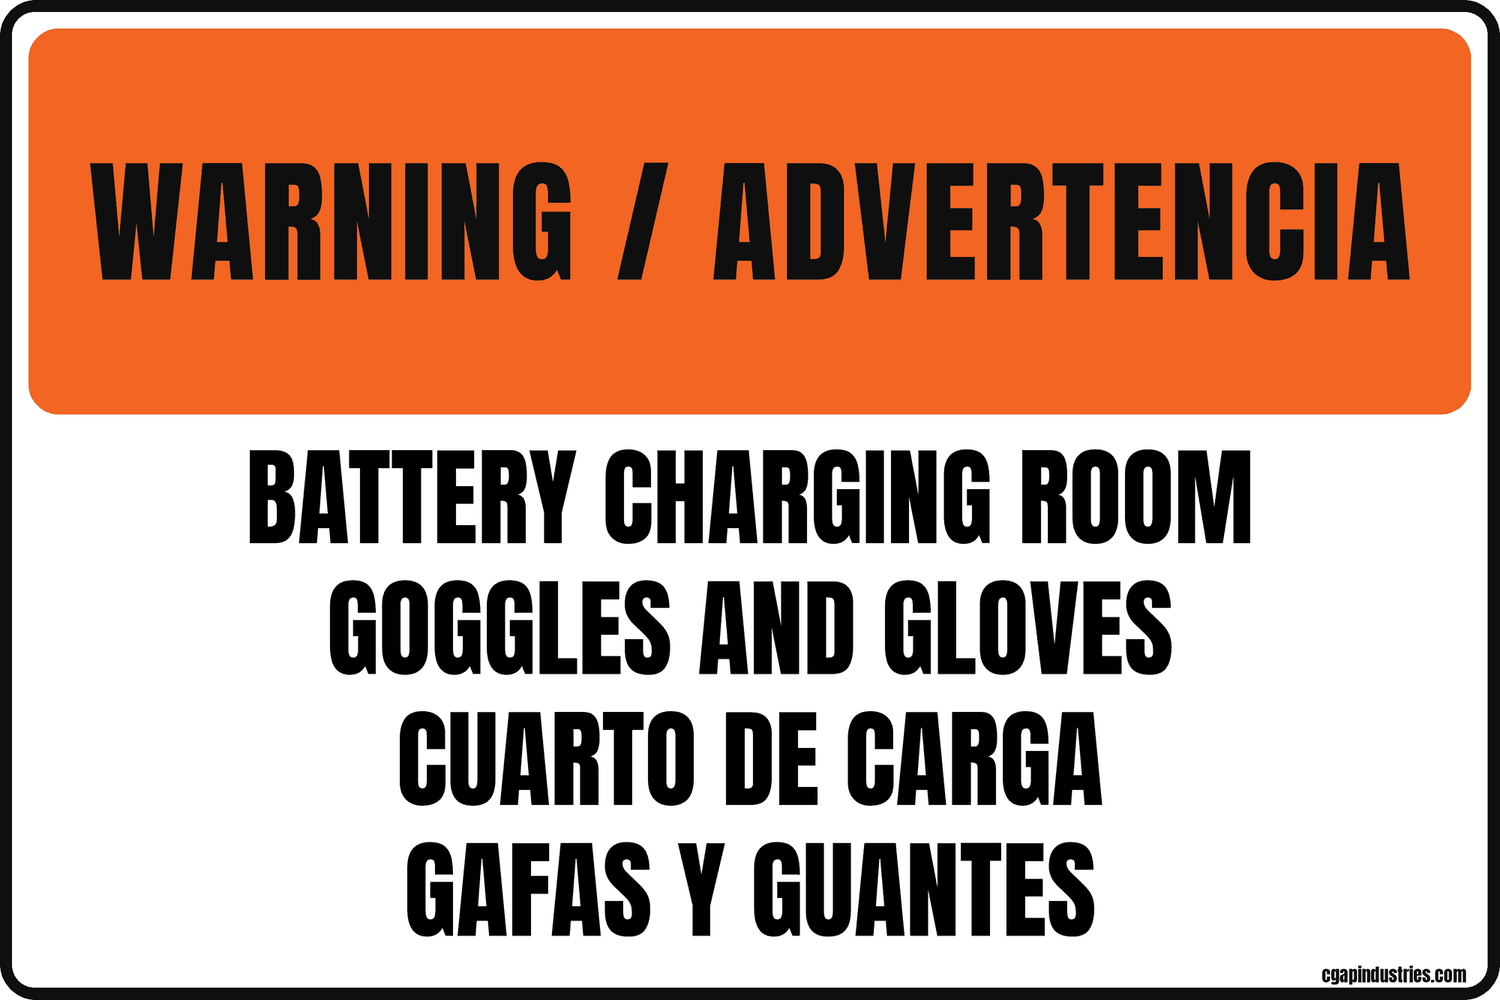 WARNING / ADVERTENCIA
BATTERY CHARGING ROOM
GOGGLES AND GLOVES
CUARTO DE CARGA
GAFAS Y GUANTES
cgapindustries.com